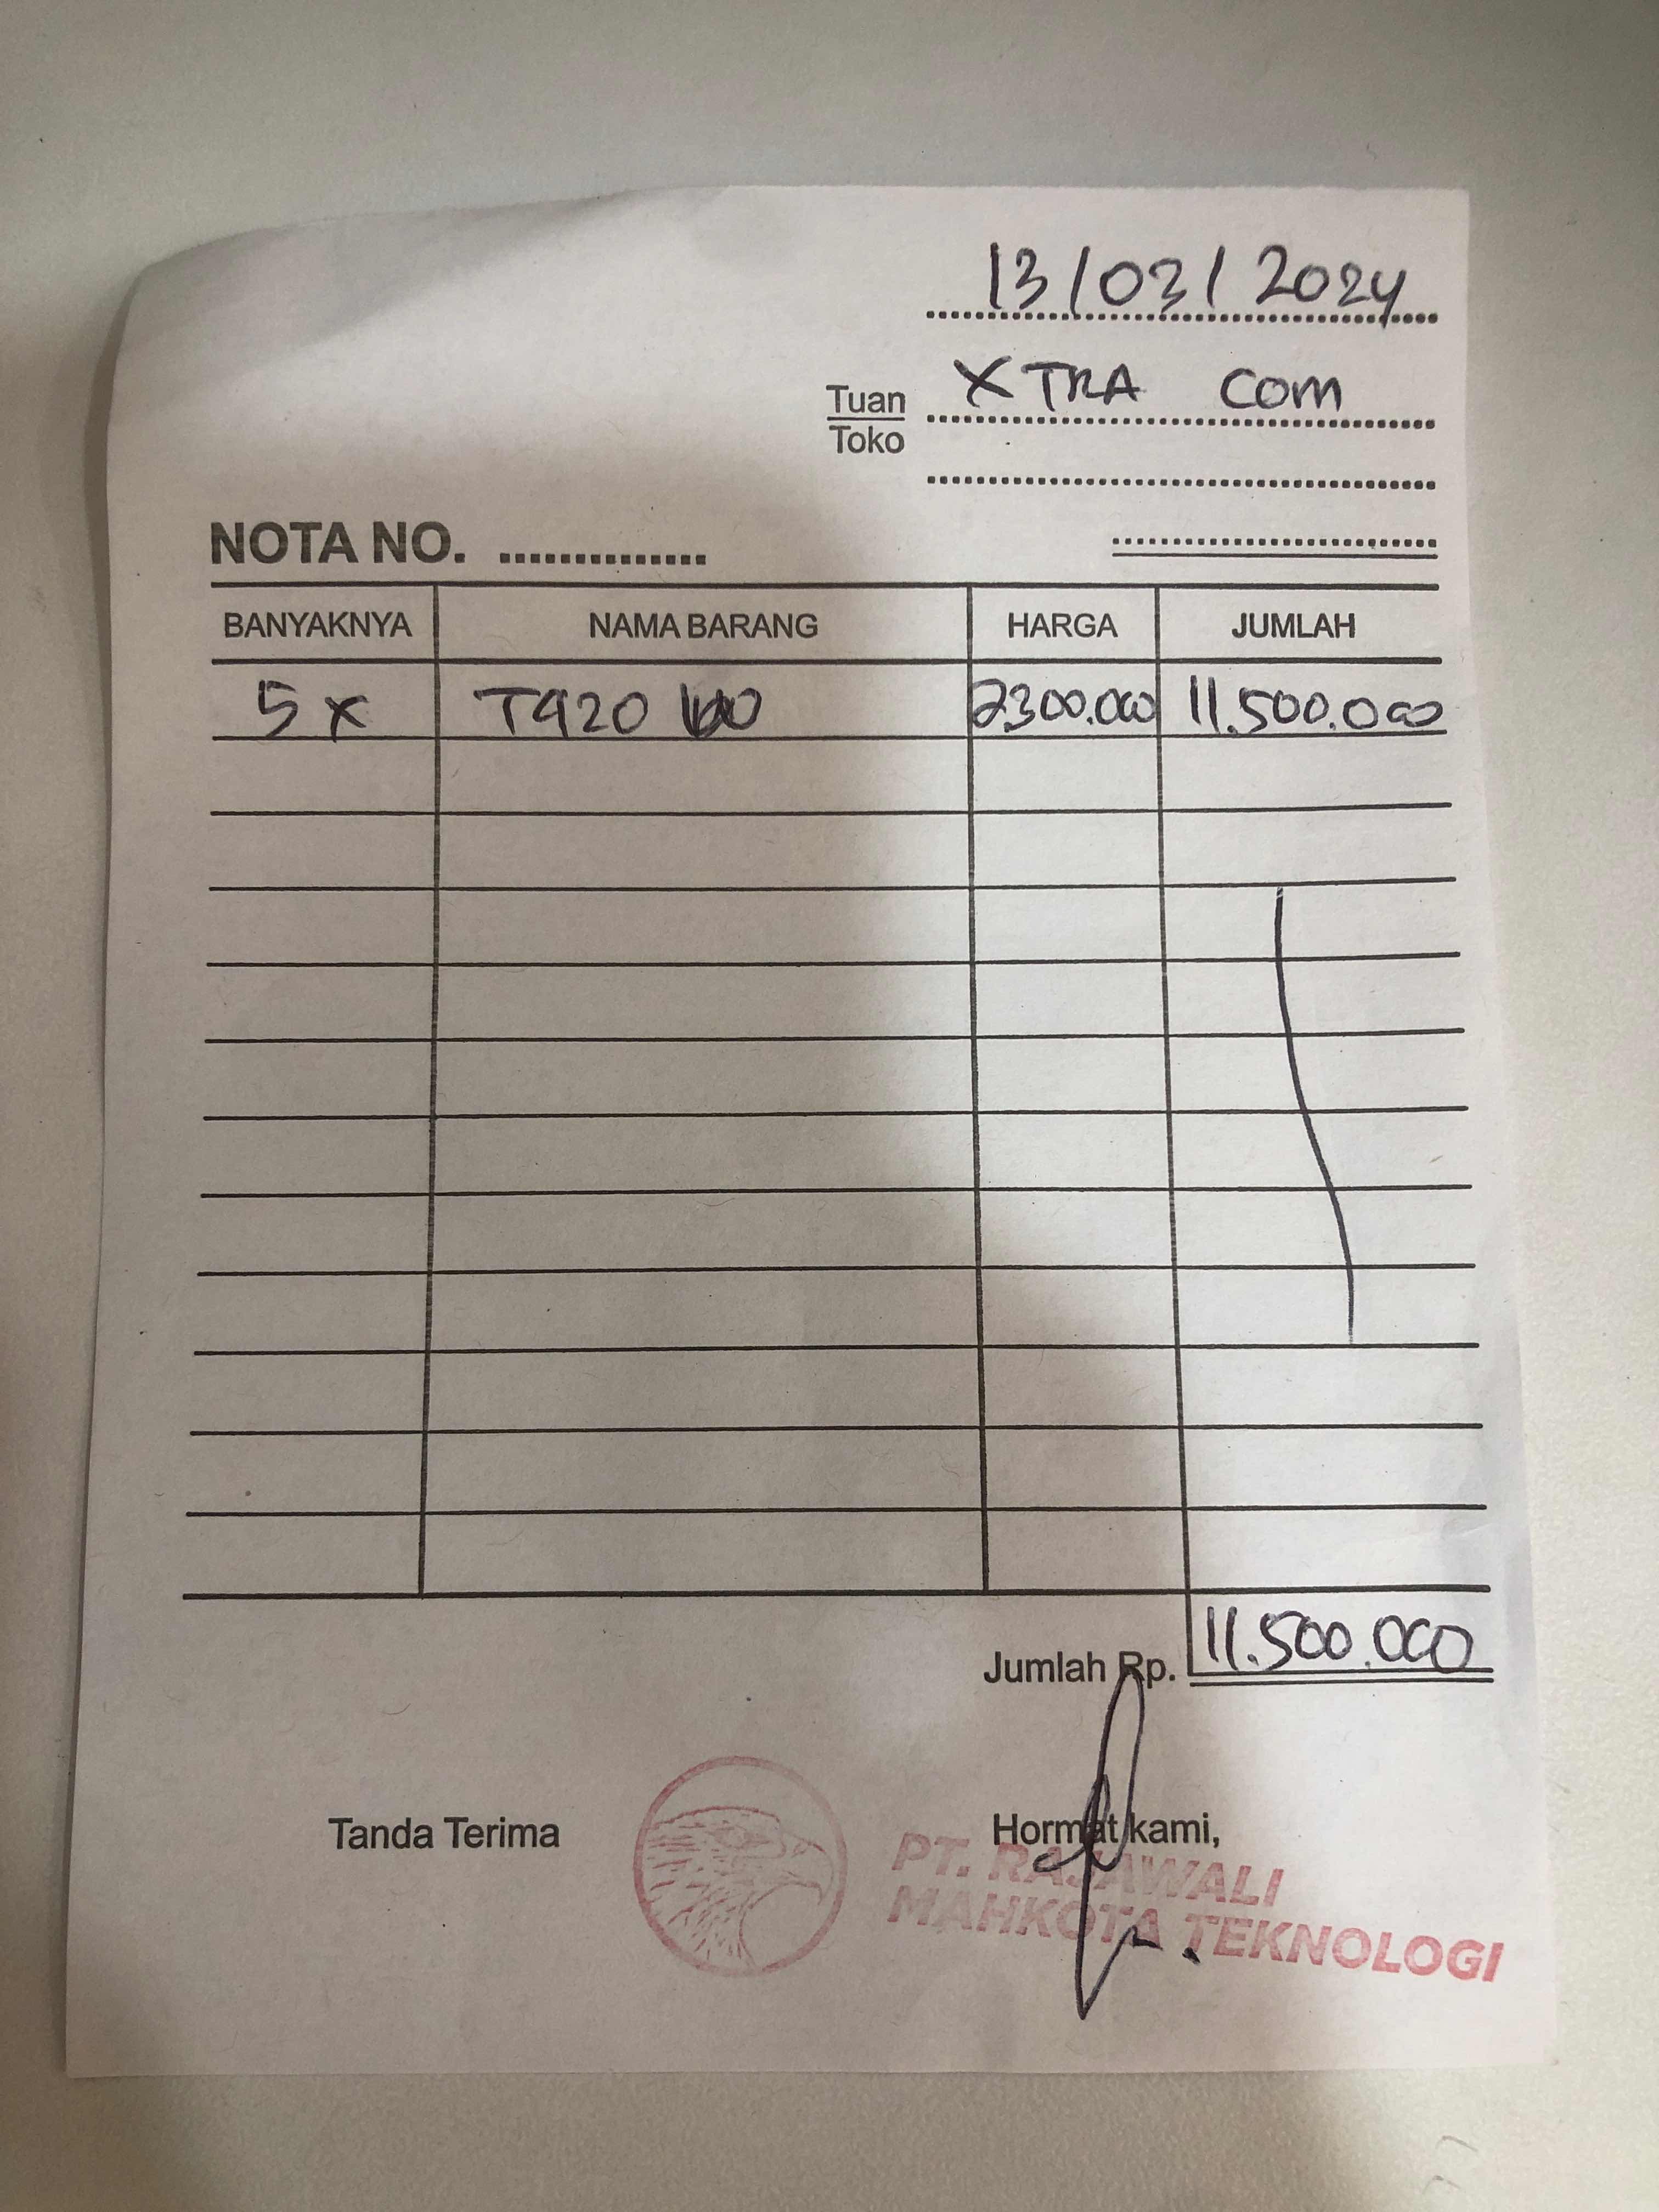 13/03/2024
Tuan XTRA COM
Toko
NOTA NO. ..............
BANYAKNYA NAMA BARANG HARGA JUMLAH
5 x T920 2300.000 11.500.000
Jumlah Rp. 11.500.000
Tanda Terima Hormat kami,
PT. RAJAWALI
MAHKOTA TEKNOLOGI